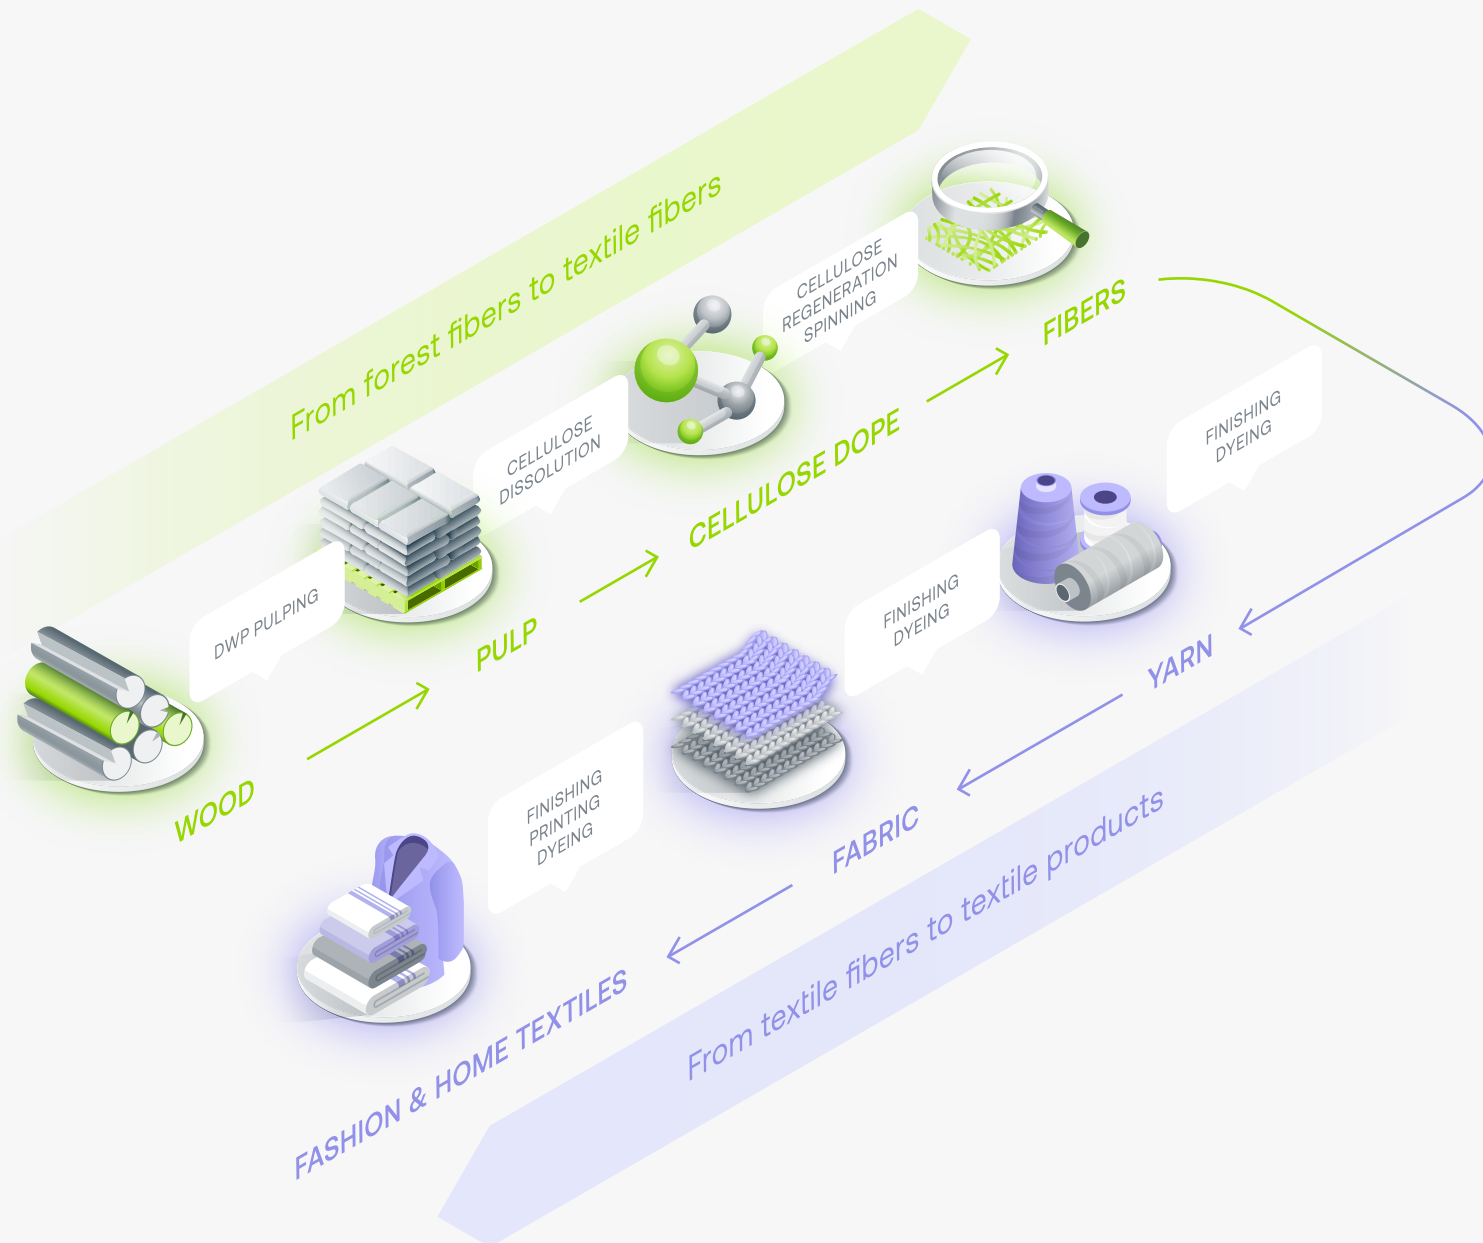 From forest fibers to textile fibers
WOOD
DWP PULPING
PULP
CELLULOSE
DISSOLUTION
CELLULOSE DOPE
CELLULOSE
REGENERATION
SPINNING
FIBERS
FINISHING
DYEING
YARN
FINISHING
DYEING
FABRIC
FINISHING
PRINTING
DYEING
FASHION & HOME TEXTILES
From textile fibers to textile products